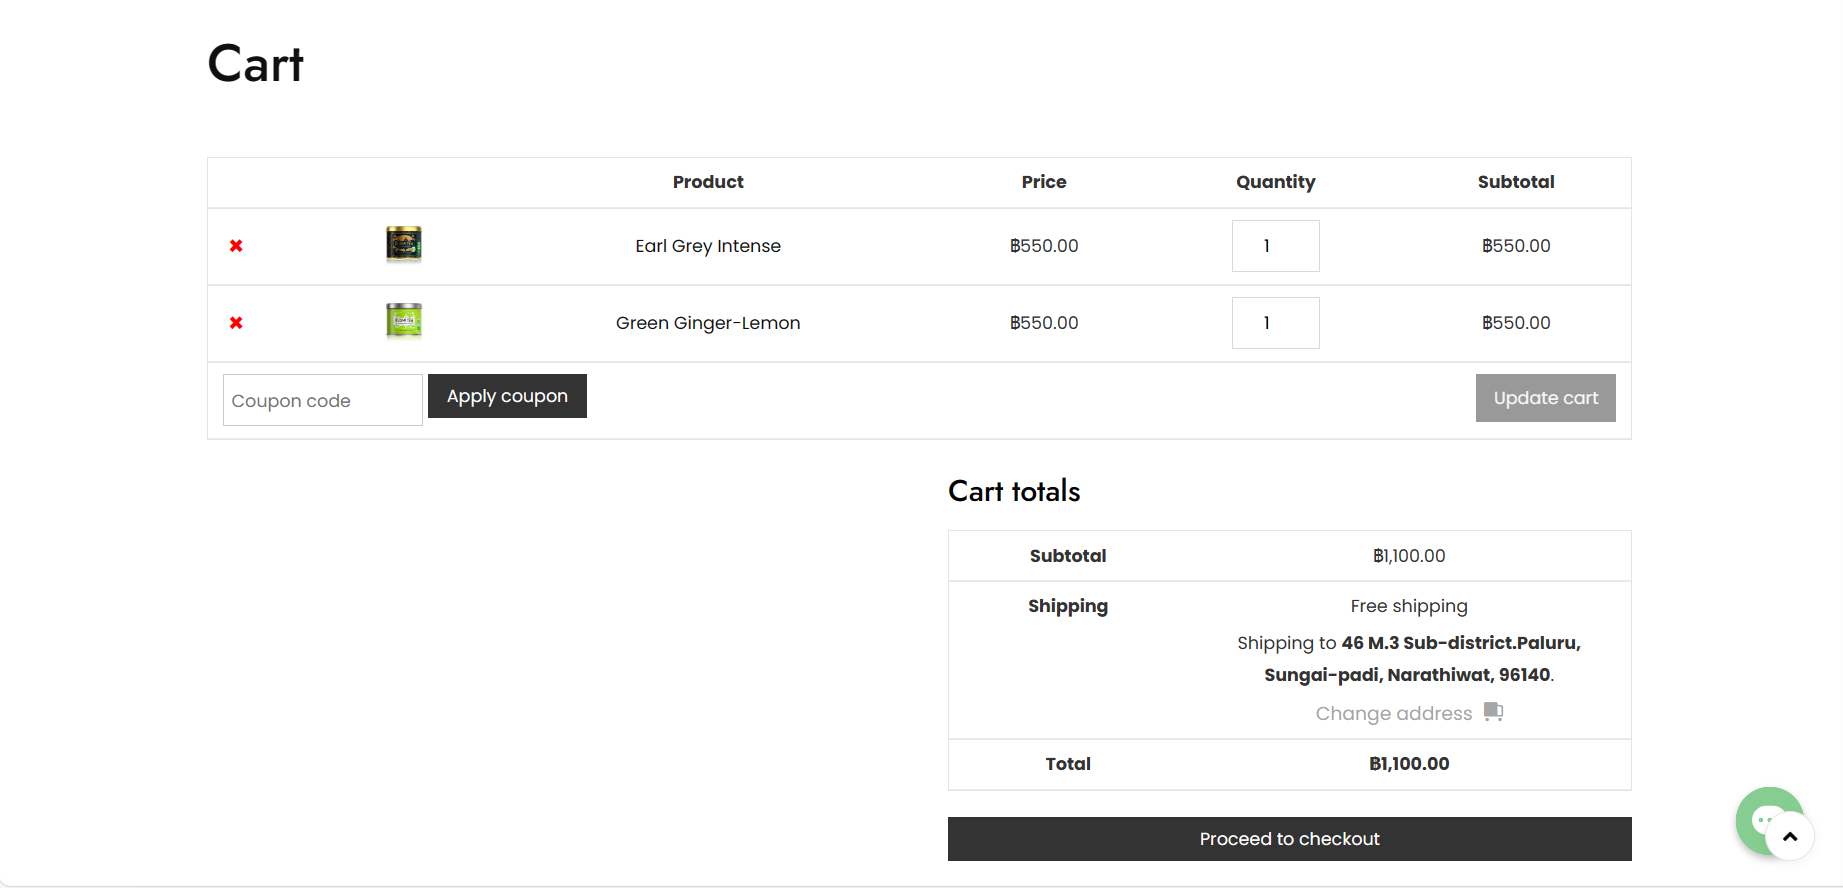 Cart
Product Price Quantity Subtotal
Earl Grey Intense ฿550.00 1 ฿550.00
Green Ginger-Lemon ฿550.00 1 ฿550.00
Coupon code Apply coupon Update cart
Cart totals
Subtotal ฿1,100.00
Shipping Free shipping
Shipping to 46 M.3 Sub-district.Paluru,
Sungai-padi, Narathiwat, 96140.
Change address
Total ฿1,100.00
Proceed to checkout